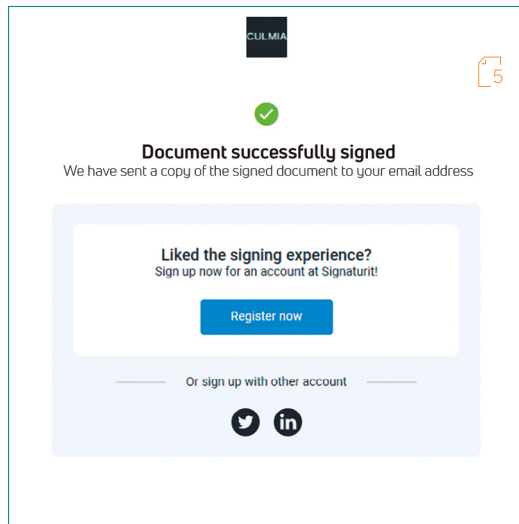 CULMIA
5
Document successfully signed
We have sent a copy of the signed document to your email address
Liked the signing experience?
Sign up now for an account at Signaturit!
Register now
Or sign up with other account
in